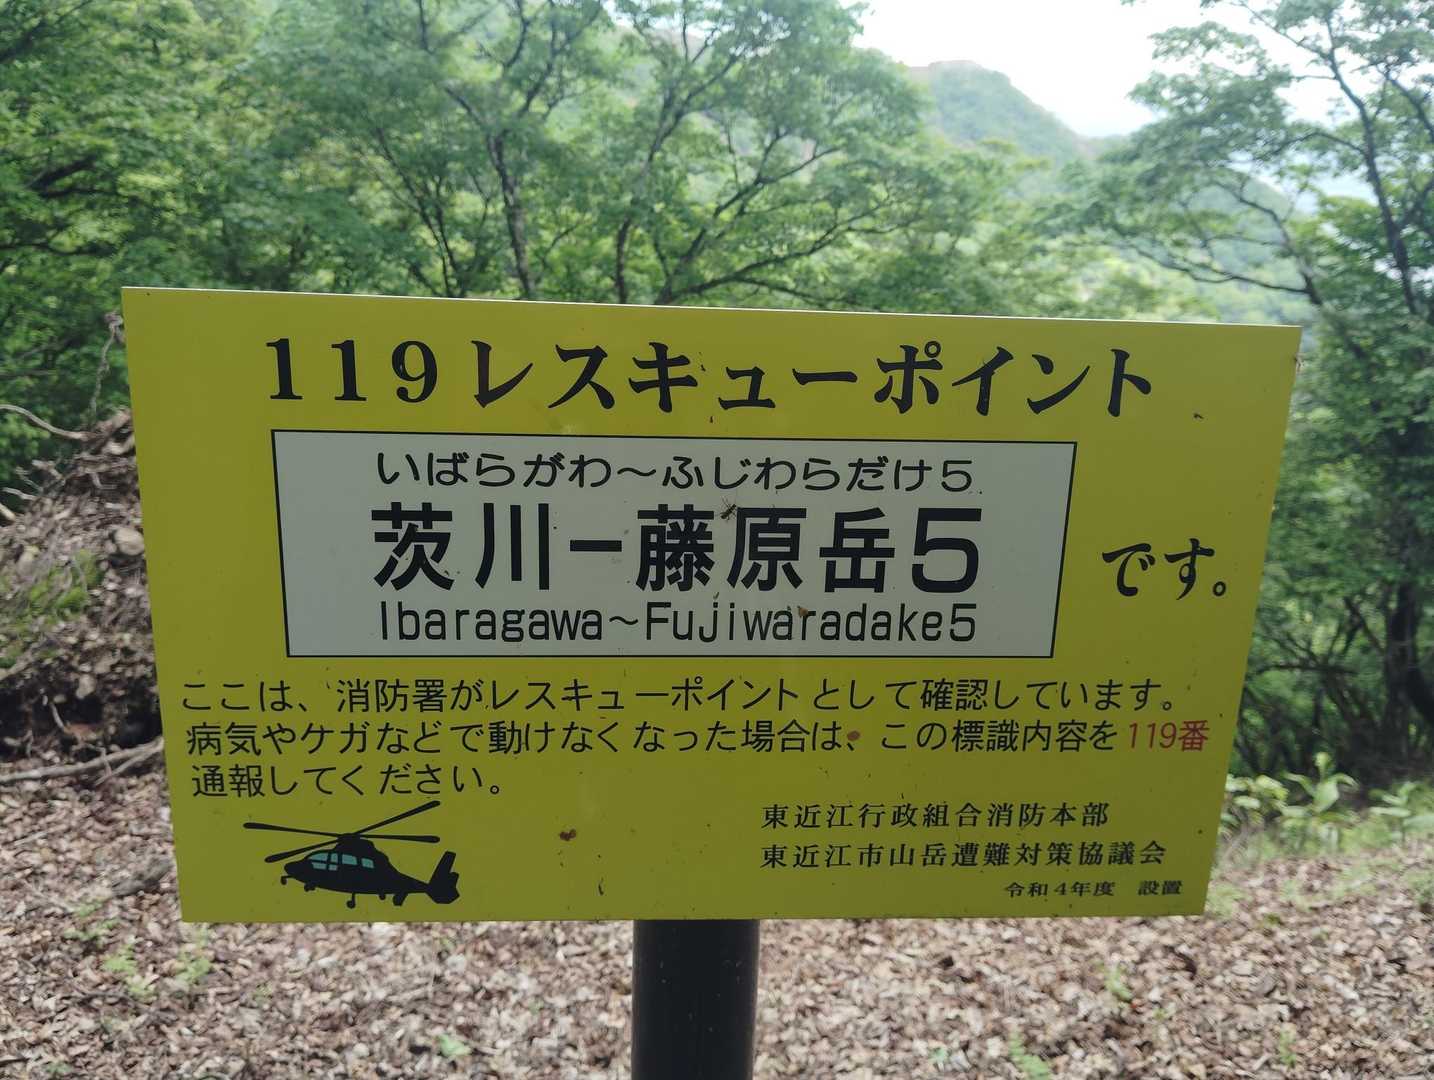 119レスキューポイント
いばらがわ～ふじわらだけ5
茨川−藤原岳5
です。
Ibaragawa～Fujiwaradake5
ここは、消防署がレスキューポイントとして確認しています。
病気やケガなどで動けなくなった場合は、この標識内容を119番
通報してください。
東近江行政組合消防本部
東近江市山岳遭難対策協議会
令和4年度　設置